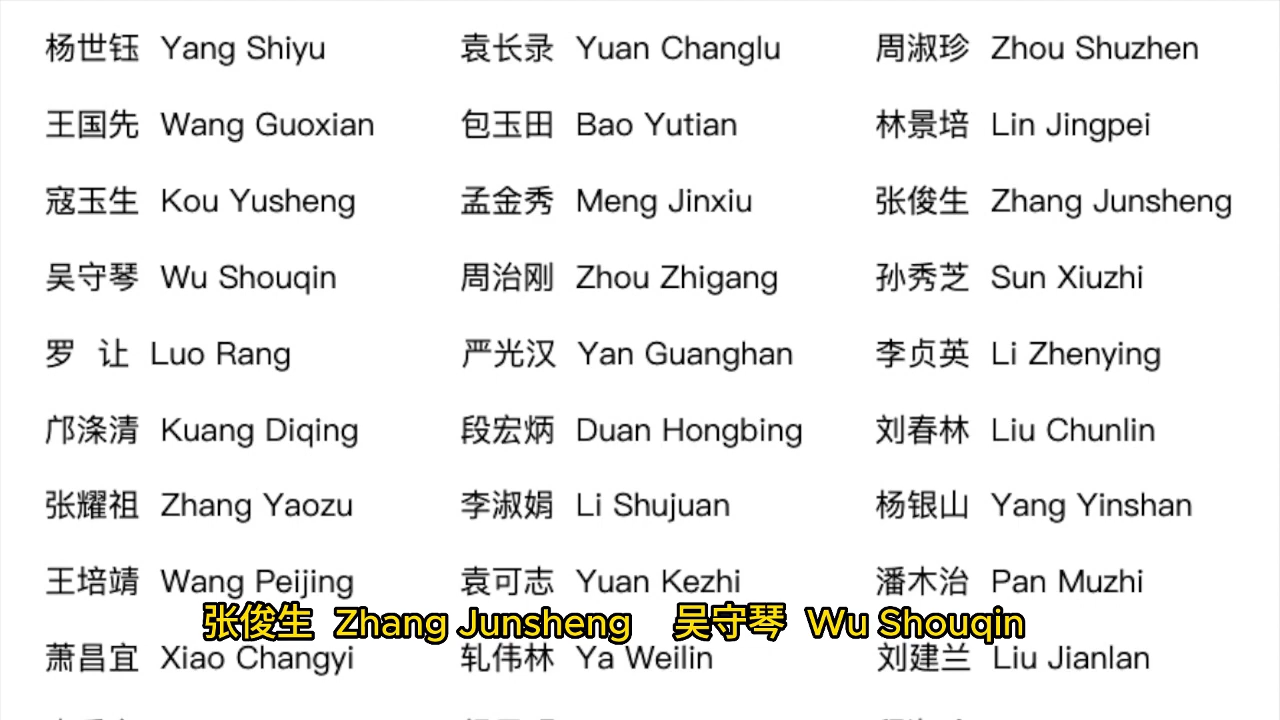 杨世钰 Yang Shiyu 袁长录 Yuan Changlu 周淑珍 Zhou Shuzhen
王国先 Wang Guoxian 包玉田 Bao Yutian 林景培 Lin Jingpei
寇玉生 Kou Yusheng 孟金秀 Meng Jinxiu 张俊生 Zhang Junsheng
吴守琴 Wu Shouqin 周治刚 Zhou Zhigang 孙秀芝 Sun Xiuzhi
罗 让 Luo Rang 严光汉 Yan Guanghan 李贞英 Li Zhenying
邝涤清 Kuang Diqing 段宏炳 Duan Hongbing 刘春林 Liu Chunlin
张耀祖 Zhang Yaozu 李淑娟 Li Shujuan 杨银山 Yang Yinshan
王培靖 Wang Peijing 袁可志 Yuan Kezhi 潘木治 Pan Muzhi
张俊生 Zhang Junsheng 吴守琴 Wu Shouqin
萧昌宜 Xiao Changyi 轧伟林 Ya Weilin 刘建兰 Liu Jianlan